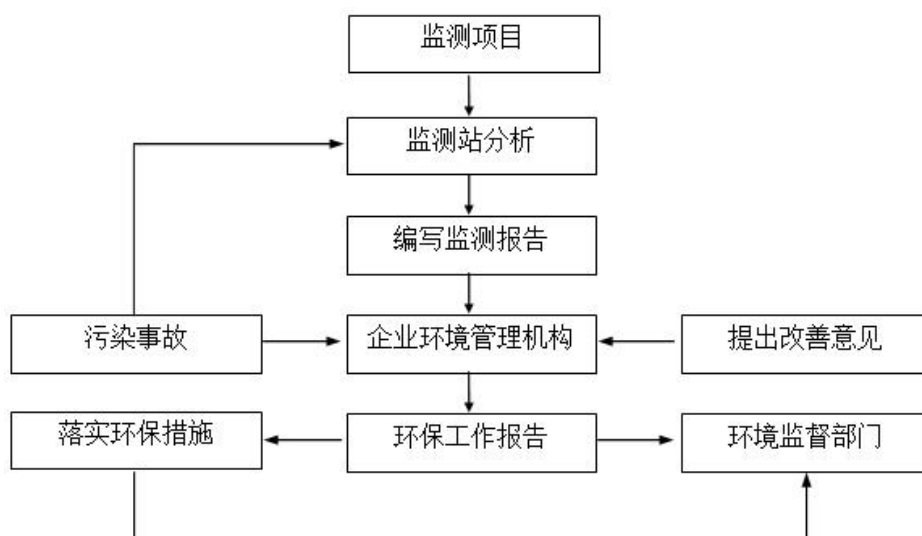 监测项目
监测站分析
编写监测报告
污染事故
企业环境管理机构
提出改善意见
落实环保措施
环保工作报告
环境监督部门